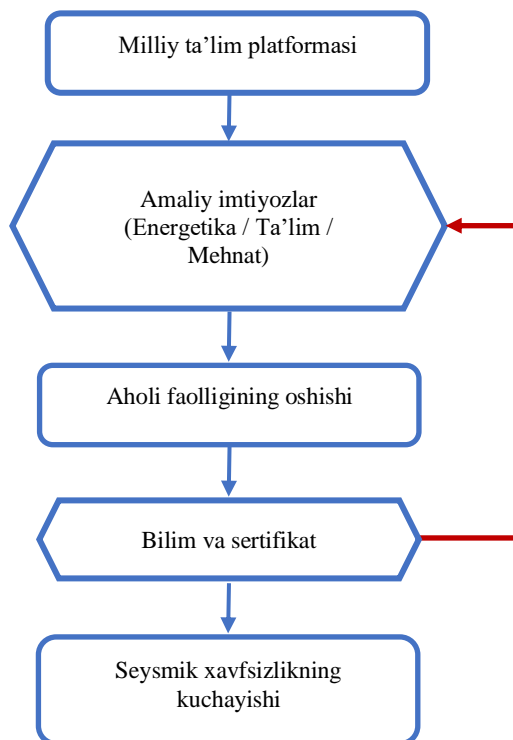 Milliy ta’lim platformasi
Amaliy imtiyozlar
(Energetika / Ta’lim /
Mehnat)
Aholi faolligining oshishi
Bilim va sertifikat
Seysmik xavfsizlikning
kuchayishi